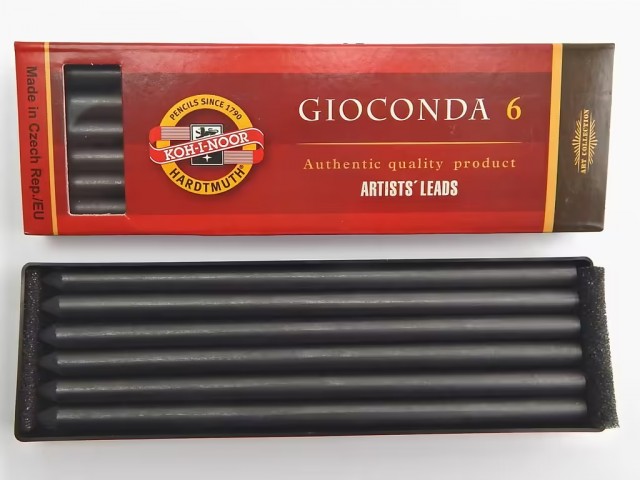 Made in Czech Rep./EU
PENCILS SINCE 1790
KOH-I-NOOR
HARDTMUTH
GIOCONDA 6
Authentic quality product
ARTISTS´ LEADS
ART COLLECTION